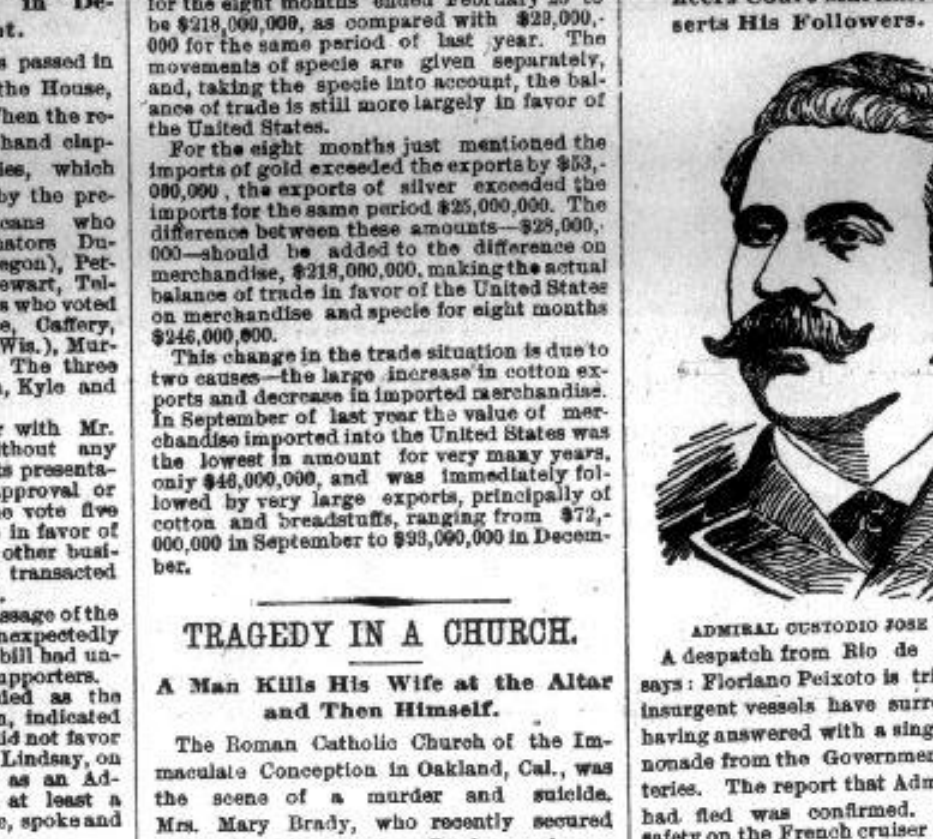 in De-
t.
s passed in
the House,
hen the re-
hand clap-
ies, which
by the pre-
cans who
nators Du-
egon), Pet-
ewart, Tel-
s who voted
e, Caffery,
Wis.), Mur-
The three
, Kyle and
r with Mr.
thout any
ts presenta-
approval or
e vote five
in favor of
other busi-
transacted
ssage of the
nexpectedly
bill had un-
upporters.
ded as the
n, indicated
id not favor
Lindsay, on
as an Ad-
at least a
e, spoke and
for the eight months ended February 28 to
be $218,000,000, as compared with $29,000,-
000 for the same period of last year. The
movements of specie are given separately,
and, taking the specie into account, the bal-
ance of trade is still more largely in favor of
the United States.
For the eight months just mentioned the
imports of gold exceeded the exports by $53,-
000,000, the exports of silver exceeded the
imports for the same period $25,000,000. The
difference between these amounts—$28,000,-
000—should be added to the difference on
merchandise, $218,000,000, making the actual
balance of trade in favor of the United States
on merchandise and specie for eight months
$246,000,000.
This change in the trade situation is due to
two causes—the large increase in cotton ex-
ports and decrease in imported merchandise.
In September of last year the value of mer-
chandise imported into the United States was
the lowest in amount for very many years,
only $46,000,000, and was immediately fol-
lowed by very large exports, principally of
cotton and breadstuffs, ranging from $72,-
000,000 in September to $93,000,000 in Decem-
ber.
TRAGEDY IN A CHURCH.
A Man Kills His Wife at the Altar
and Then Himself.
The Roman Catholic Church of the Im-
maculate Conception in Oakland, Cal., was
the scene of a murder and suicide.
Mrs. Mary Brady, who recently secured
serts His Followers.
ADMIRAL CUSTODIO JOSE
A despatch from Rio de
says: Floriano Peixoto is tri
insurgent vessels have surre
having answered with a sing
nonade from the Governmen
teries. The report that Adm
had fled was confirmed.
safety on the French cruiser